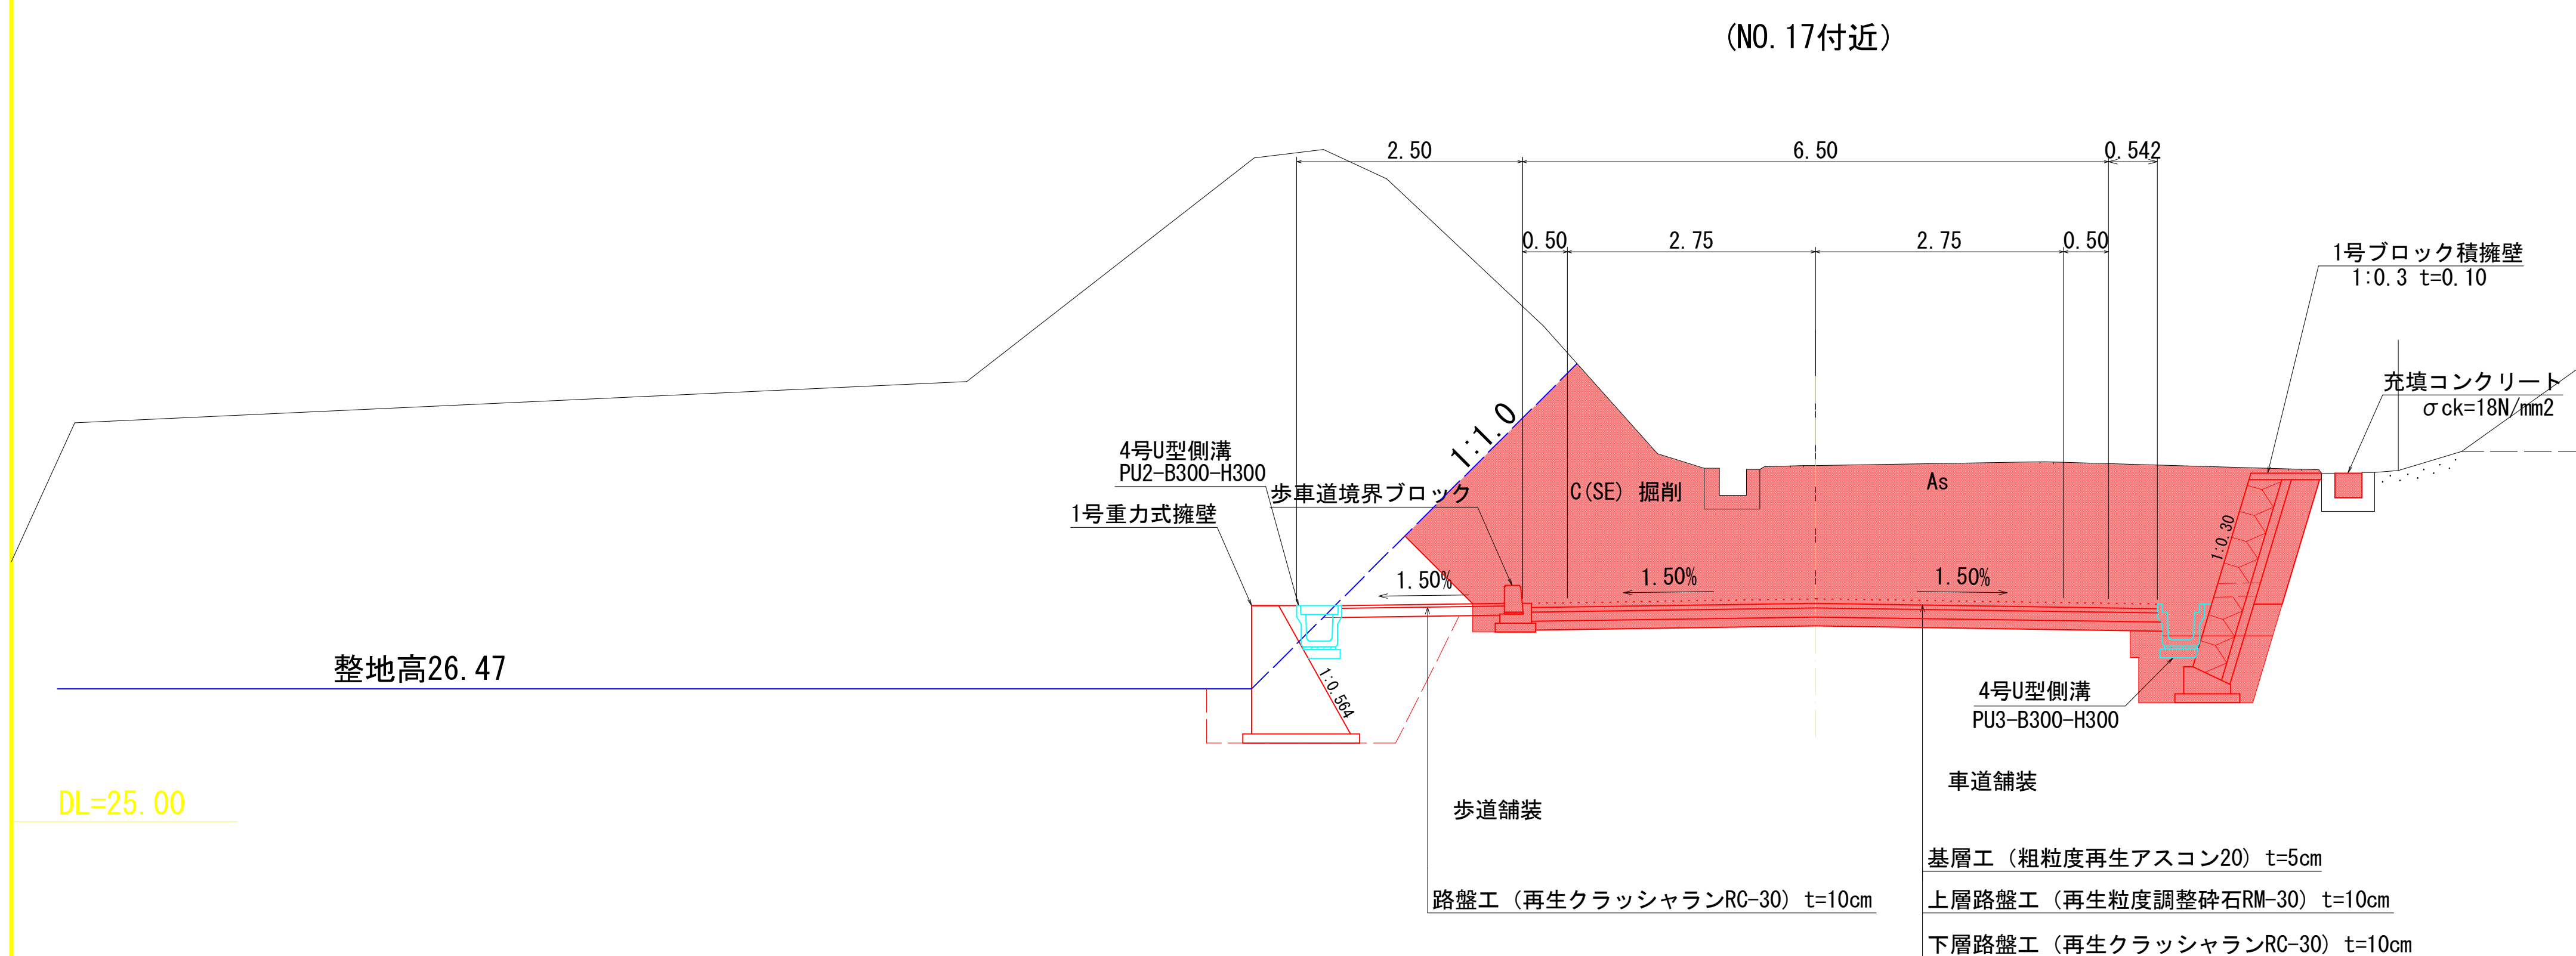 (NO.17付近)
2.50
6.50
0.542
0.50
2.75
2.75
0.50
1号ブロック積擁壁
1:0.3 t=0.10
充填コンクリート
σck=18N/mm2
1:1.0
4号U型側溝
PU2-B300-H300
歩車道境界ブロック
C(SE) 掘削
As
1号重力式擁壁
1:0.30
1.50%
1.50%
1.50%
整地高26.47
1:0.564
4号U型側溝
PU3-B300-H300
DL=25.00
車道舗装
歩道舗装
基層工（粗粒度再生アスコン20）t=5cm
路盤工（再生クラッシャランRC-30）t=10cm
上層路盤工（再生粒度調整砕石RM-30）t=10cm
下層路盤工（再生クラッシャランRC-30）t=10cm